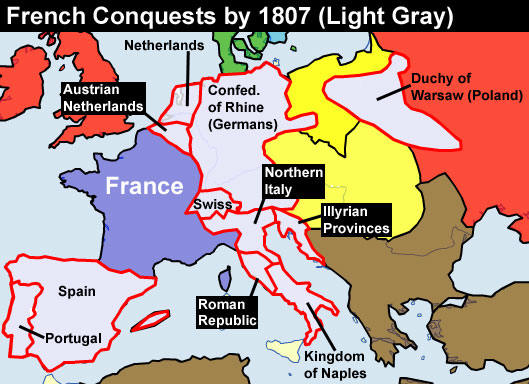 French Conquests by 1807 (Light Gray)
Netherlands
Austrian
Netherlands
Confed.
of Rhine
(Germans)
Duchy of
Warsaw (Poland)
France
Northern
Italy
Swiss
Illyrian
Provinces
Spain
Portugal
Roman
Republic
Kingdom
of Naples